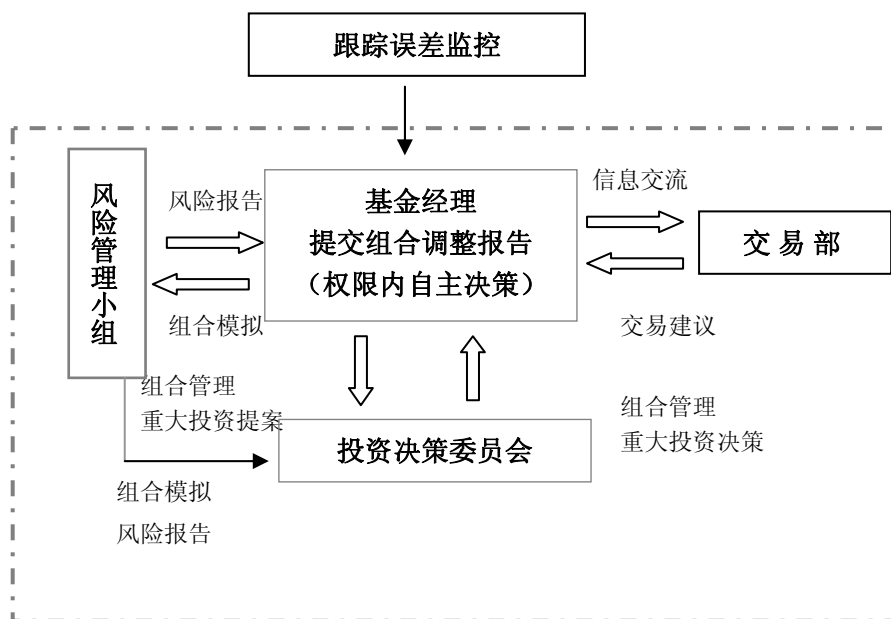 跟踪误差监控
风险管理小组
风险报告
基金经理
提交组合调整报告
（权限内自主决策）
信息交流
交 易 部
组合模拟
交易建议
组合管理
重大投资提案
组合管理
重大投资决策
投资决策委员会
组合模拟
风险报告